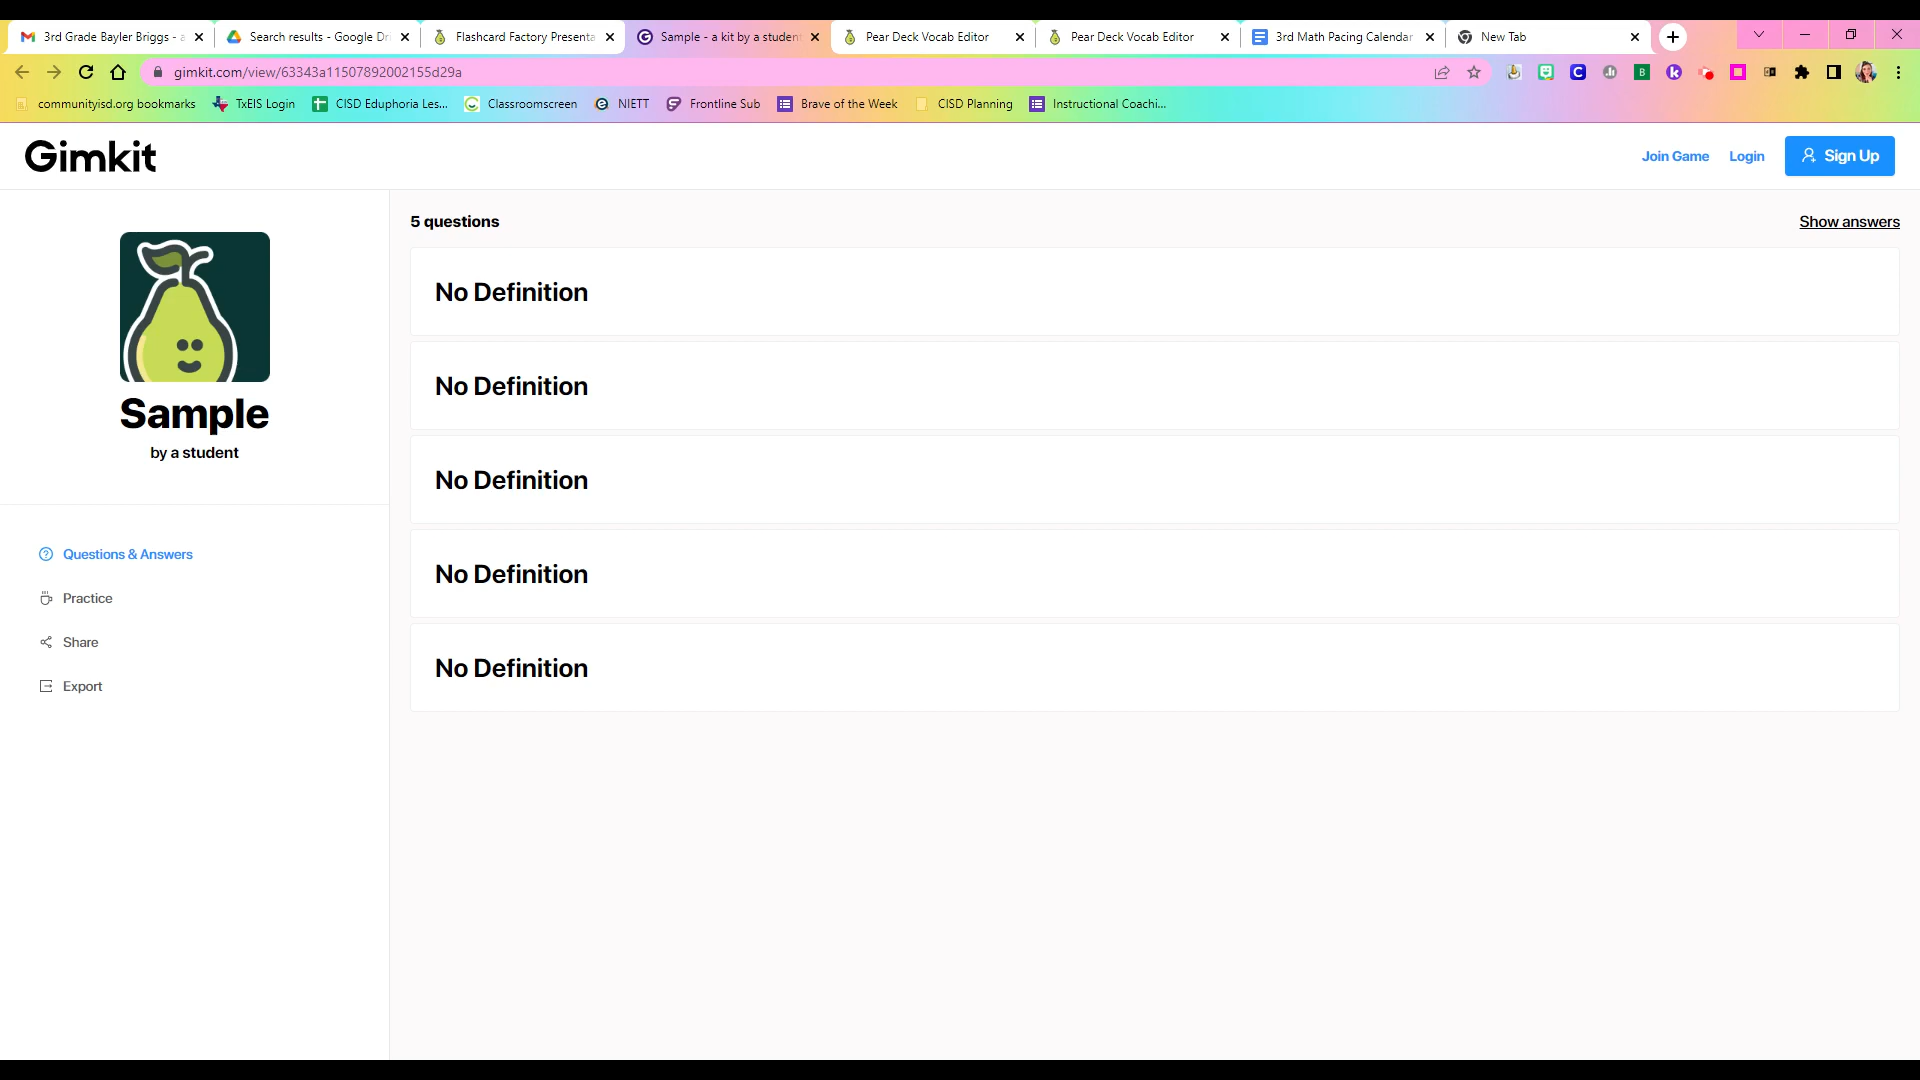 3rd Grade Bayler Briggs - a
Search results - Google Dri
Flashcard Factory Presenta
Sample - a kit by a student
Pear Deck Vocab Editor
Pear Deck Vocab Editor
3rd Math Pacing Calendar
New Tab
gimkit.com/view/63343a11507892002155d29a
communityisd.org bookmarks
TxEIS Login
CISD Eduphoria Les...
Classroomscreen
NIETT
Frontline Sub
Brave of the Week
CISD Planning
Instructional Coachi...
Gimkit
Join Game
Login
Sign Up
Sample
by a student
Questions & Answers
Practice
Share
Export
5 questions
Show answers
No Definition
No Definition
No Definition
No Definition
No Definition